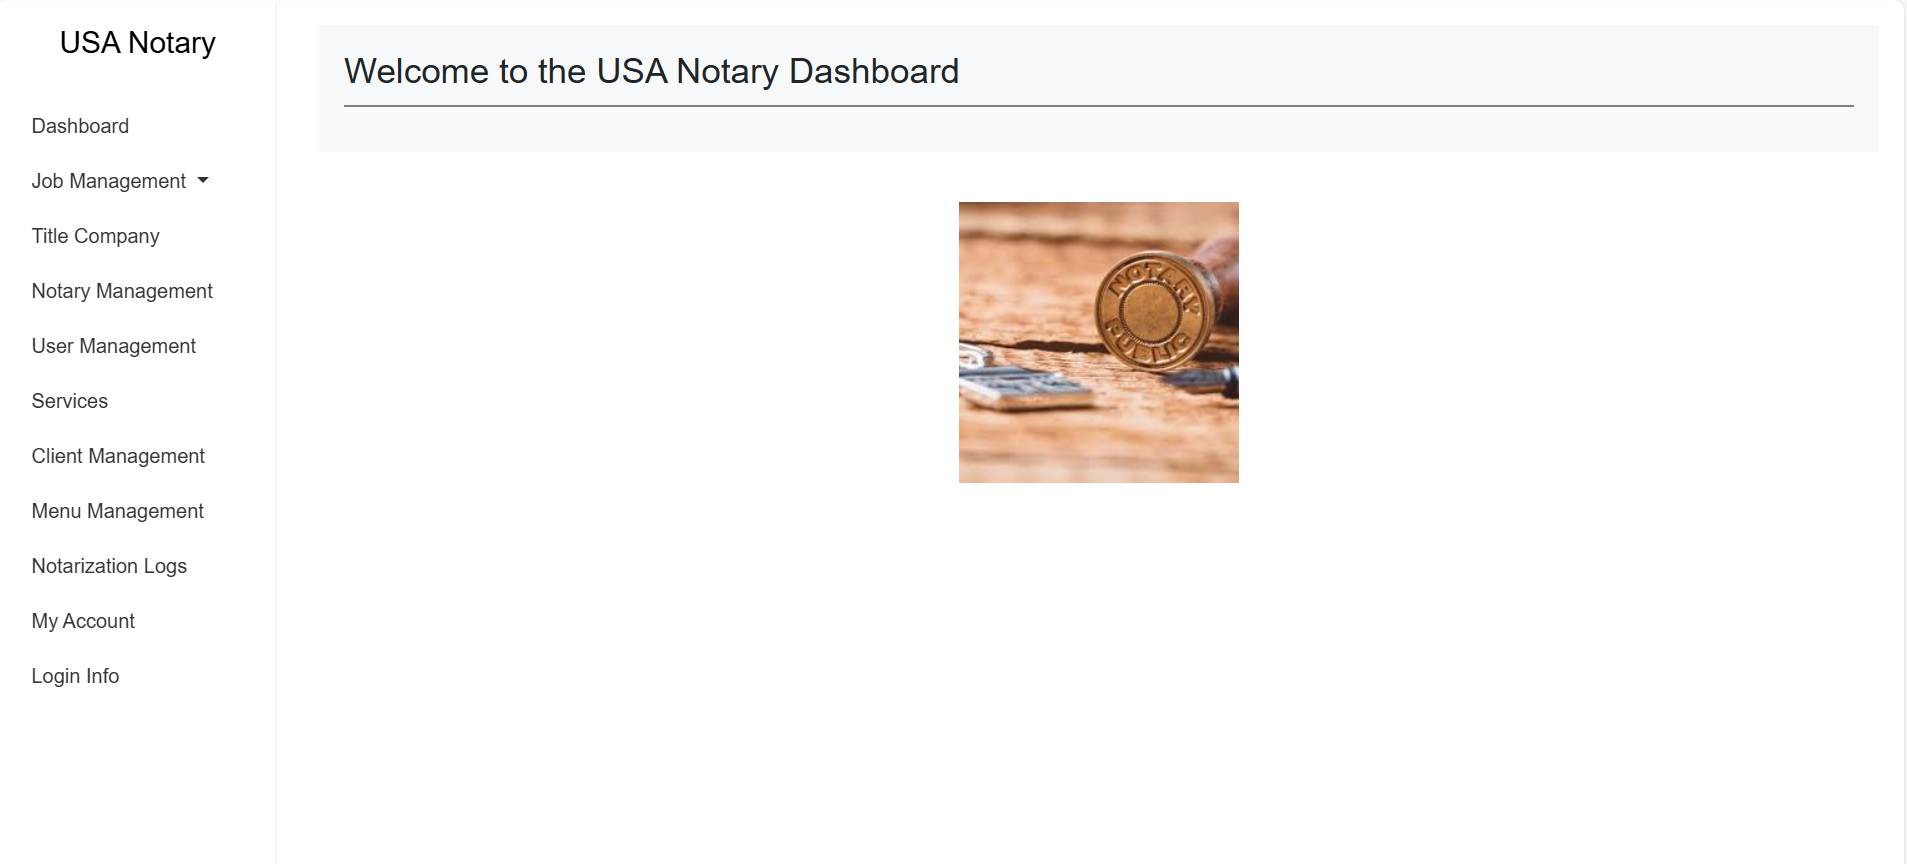 USA Notary
Dashboard
Job Management
Title Company
Notary Management
User Management
Services
Client Management
Menu Management
Notarization Logs
My Account
Login Info
Welcome to the USA Notary Dashboard
NOTARY
PUBLIC